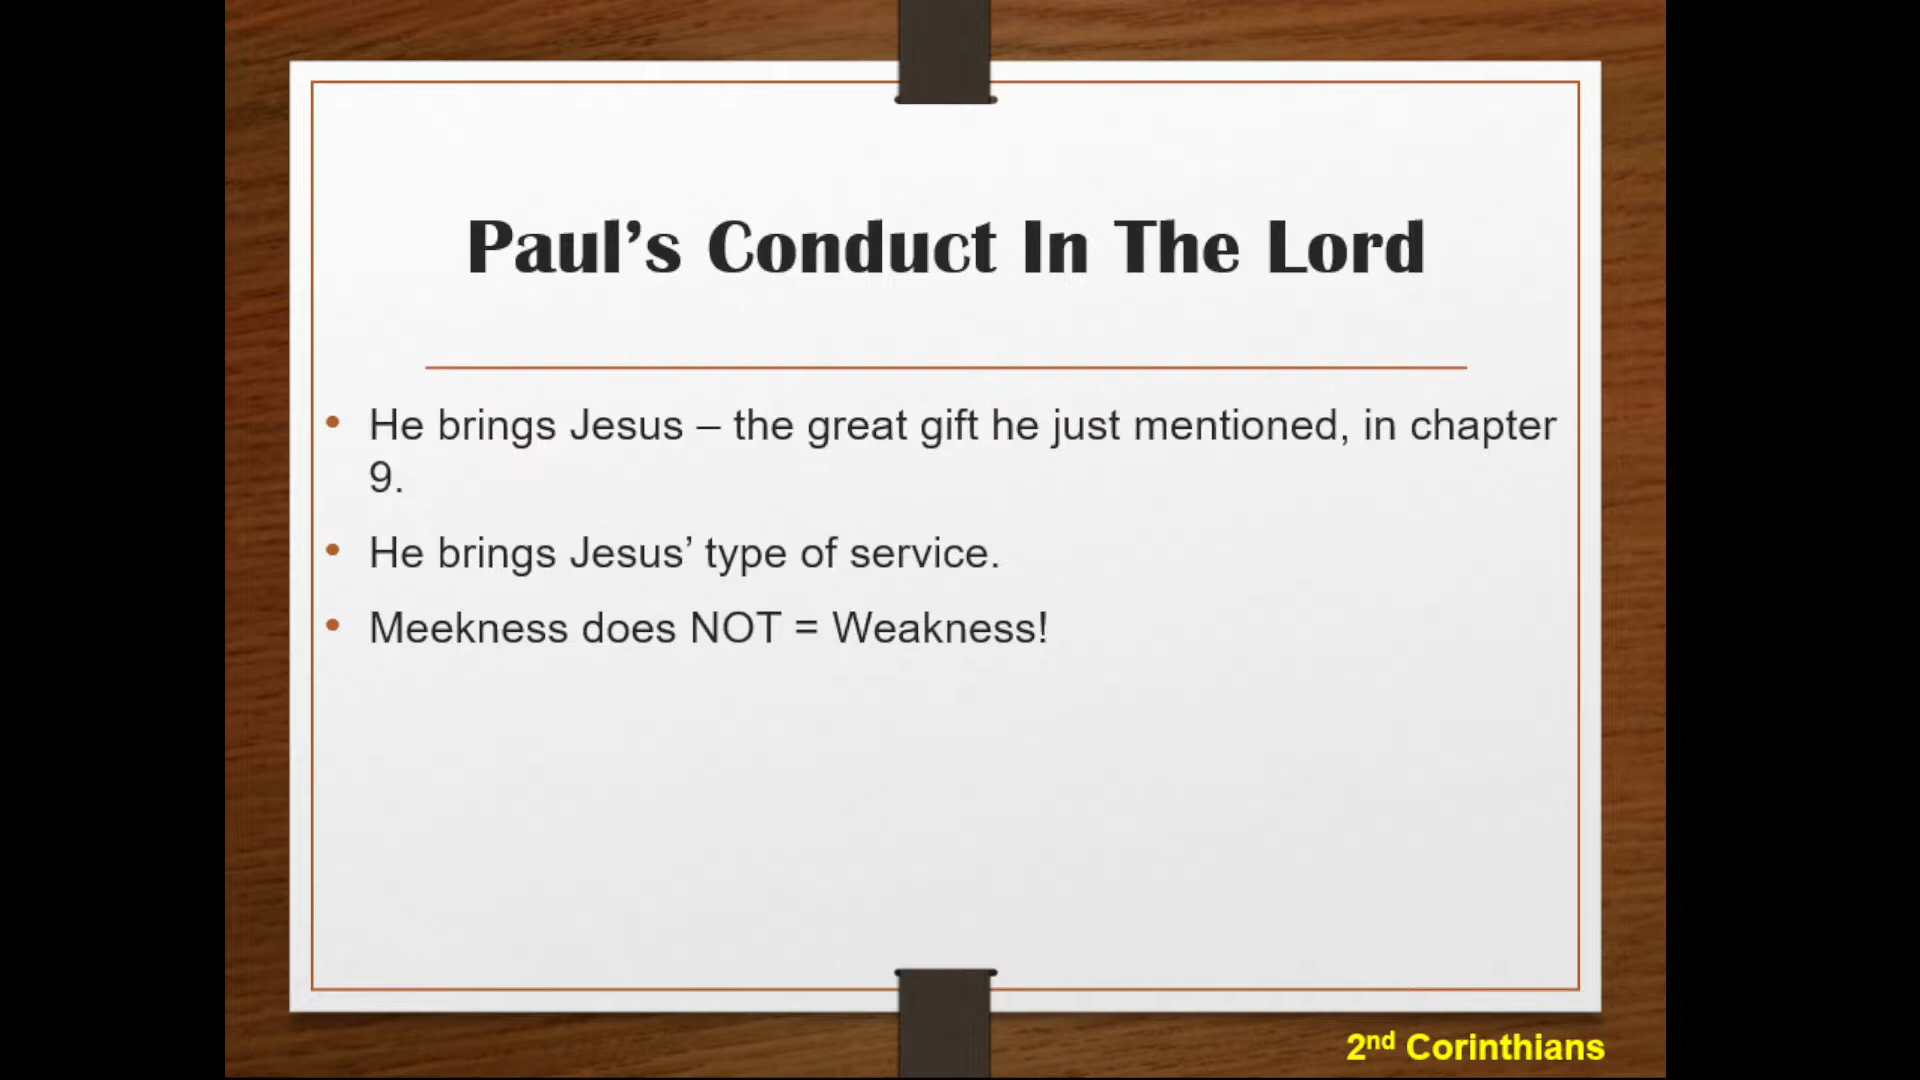 Paul’s Conduct In The Lord
• He brings Jesus – the great gift he just mentioned, in chapter
9.
• He brings Jesus’ type of service.
• Meekness does NOT = Weakness!
2nd Corinthians